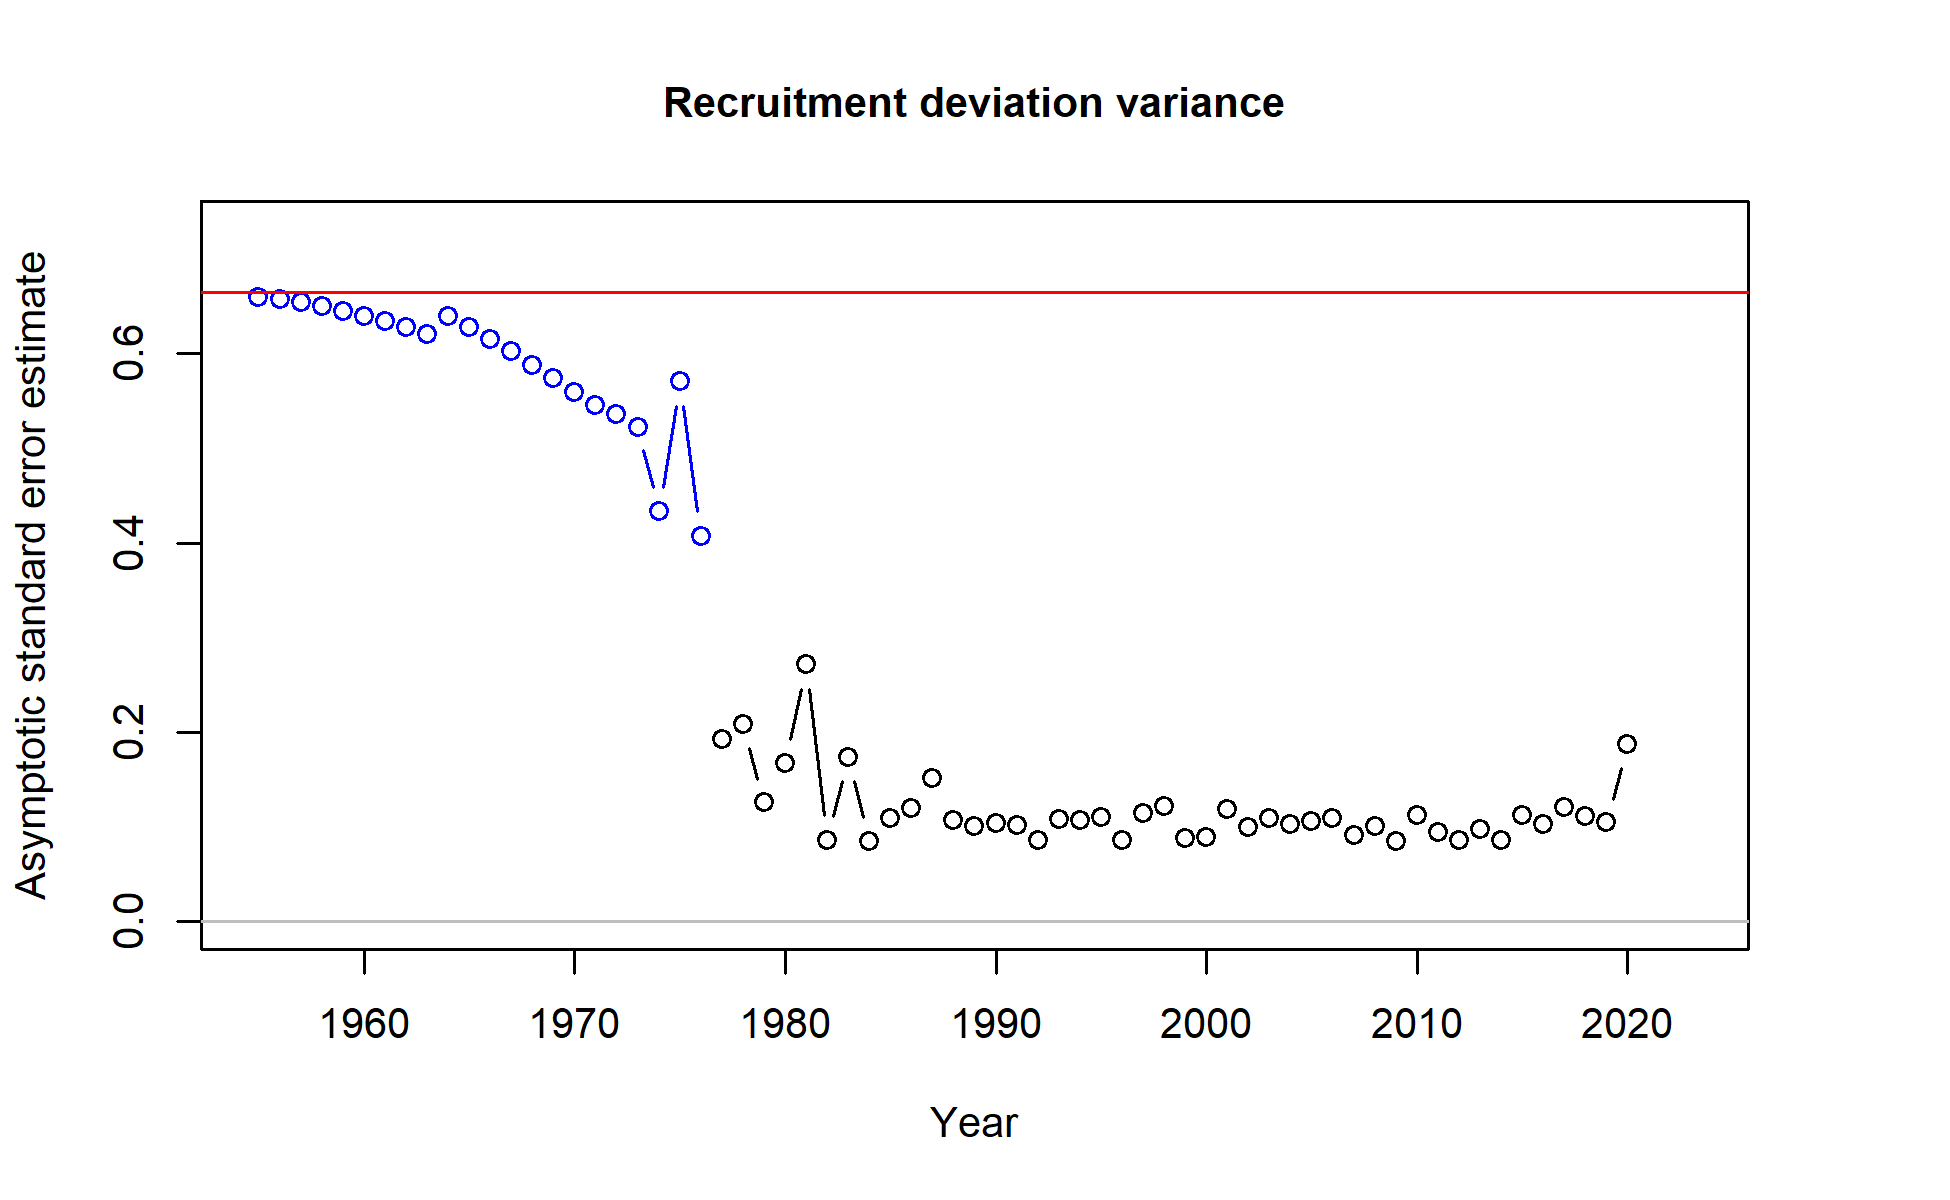 Recruitment deviation variance
Asymptotic standard error estimate
0.6
0.4
0.2
0.0
1960 1970 1980 1990 2000 2010 2020
Year